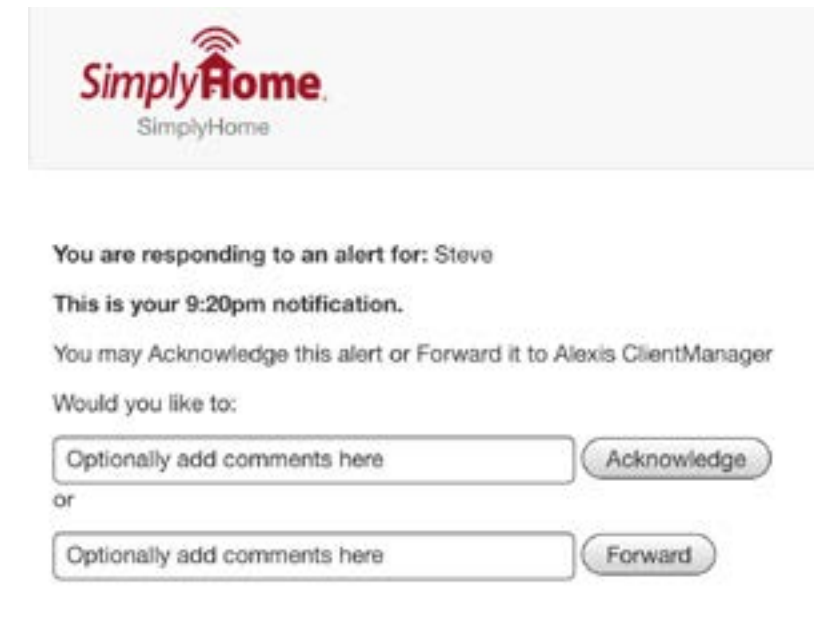 SimplyHome.
SimplyHome
You are responding to an alert for: Steve
This is your 9:20pm notification.
You may Acknowledge this alert or Forward it to Alexis ClientManager
Would you like to:
Optionally add comments here Acknowledge
or
Optionally add comments here Forward